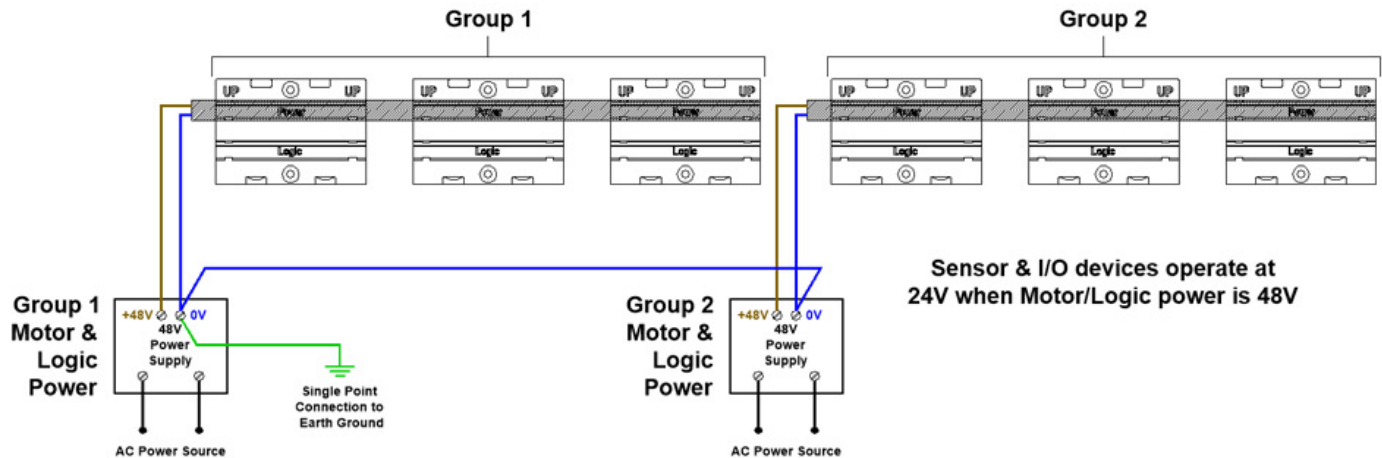 Group 1
Group 2
UP UP UP UP UP UP UP UP UP UP UP UP
Power Power Power Power Power Power
Logic Logic Logic Logic Logic Logic
Sensor & I/O devices operate at
24V when Motor/Logic power is 48V
Group 1
Motor &
Logic
Power
+48V 0V
48V
Power
Supply
AC Power Source
Single Point
Connection to
Earth Ground
Group 2
Motor &
Logic
Power
+48V 0V
48V
Power
Supply
AC Power Source